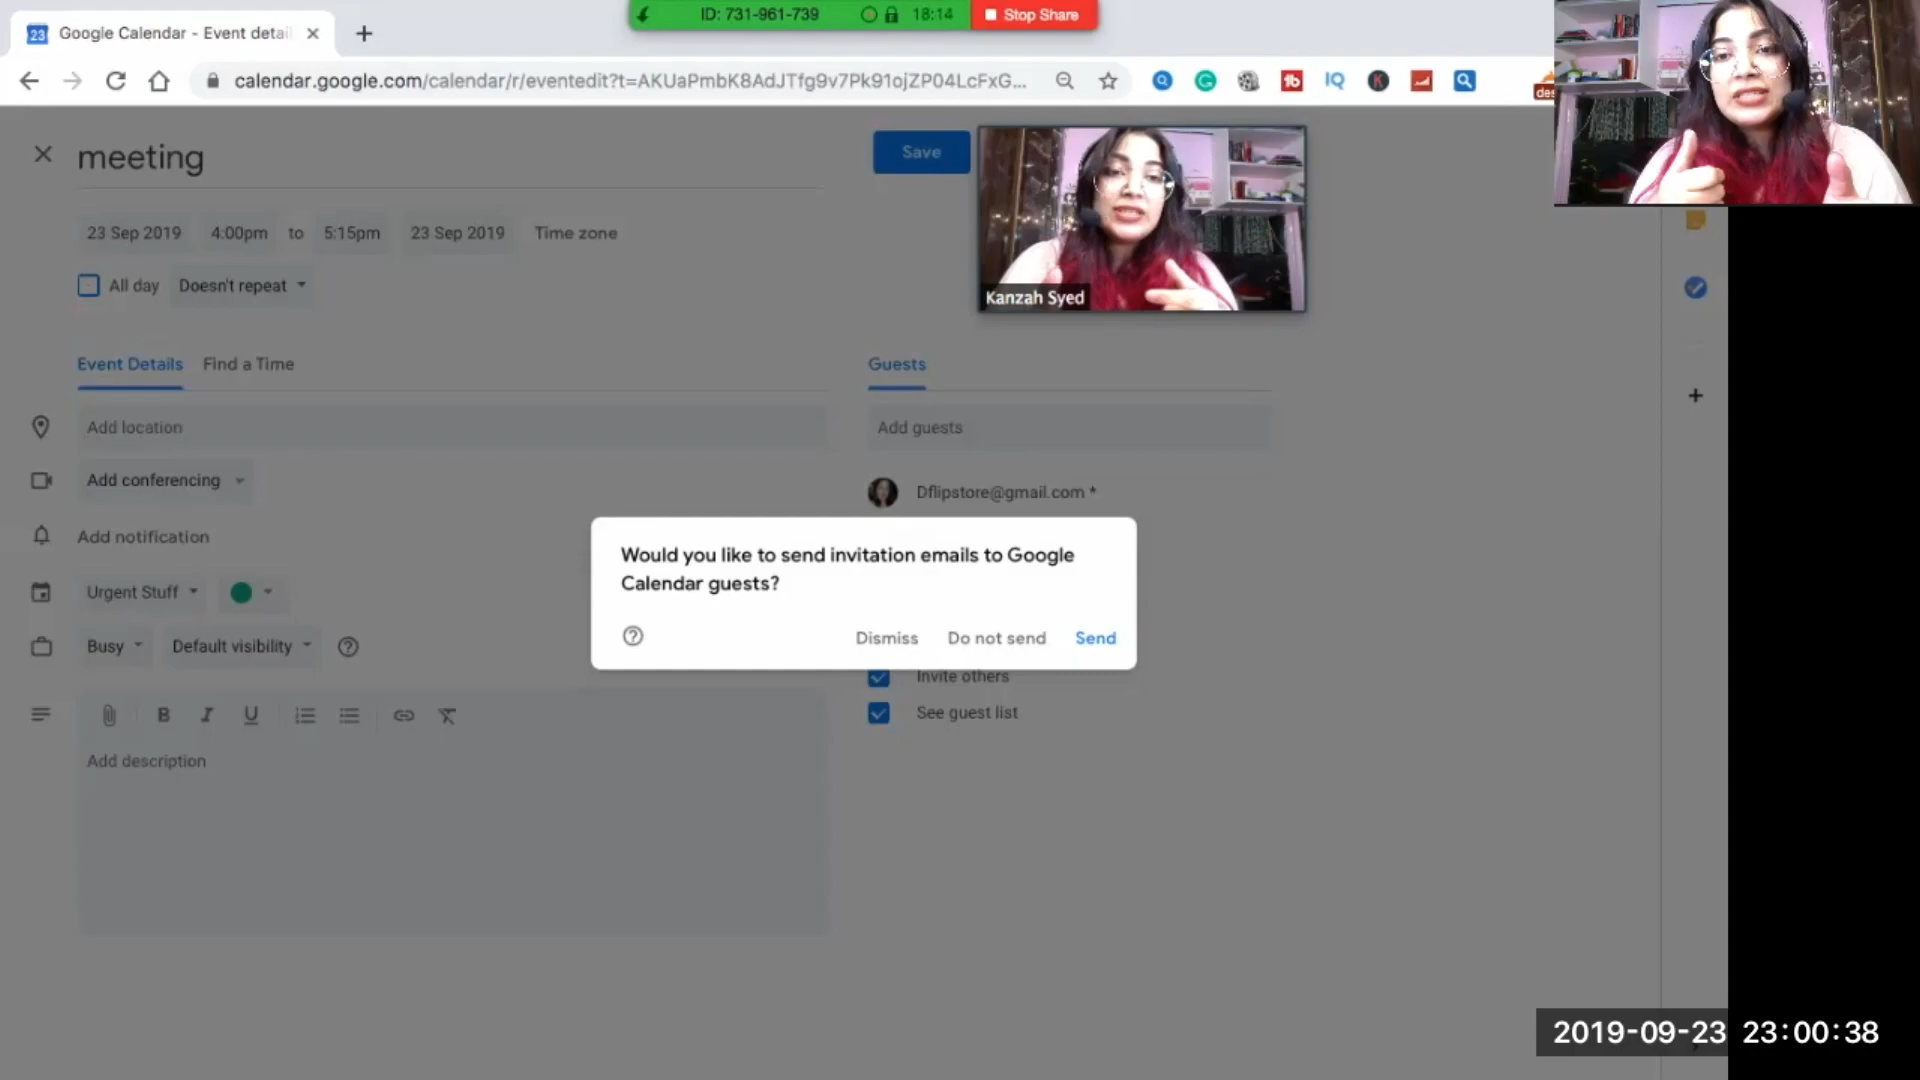 ID: 731-961-739
18:14
Stop Share
23
Google Calendar - Event detai
calendar.google.com/calendar/r/eventedit?t=AKUaPmbK8AdJTfg9v7Pk91ojZP04LcFxG...
G
tb
IQ
K
des
meeting
Save
23 Sep 2019
4:00pm
to
5:15pm
23 Sep 2019
Time zone
All day
Doesn't repeat
Kanzah Syed
Event Details
Find a Time
Guests
Add location
Add guests
Add conferencing
Dflipstore@gmail.com *
Add notification
Would you like to send invitation emails to Google
Calendar guests?
Dismiss
Do not send
Send
Urgent Stuff
Busy
Default visibility
Invite others
See guest list
B
I
U
Add description
2019-09-23 23:00:38